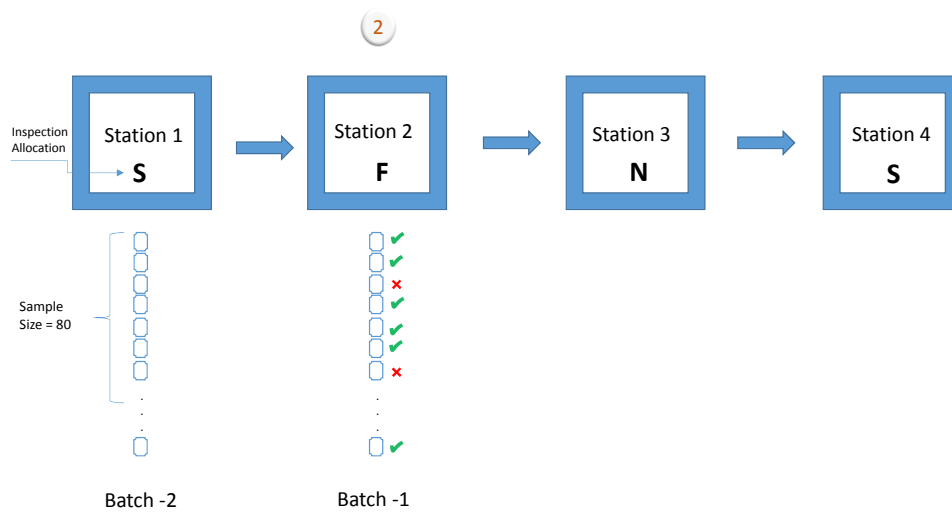 2
Inspection
Allocation
Station 1
S
Station 2
F
Station 3
N
Station 4
S
Sample
Size = 80
.
.
.
.
.
.
Batch -2
Batch -1